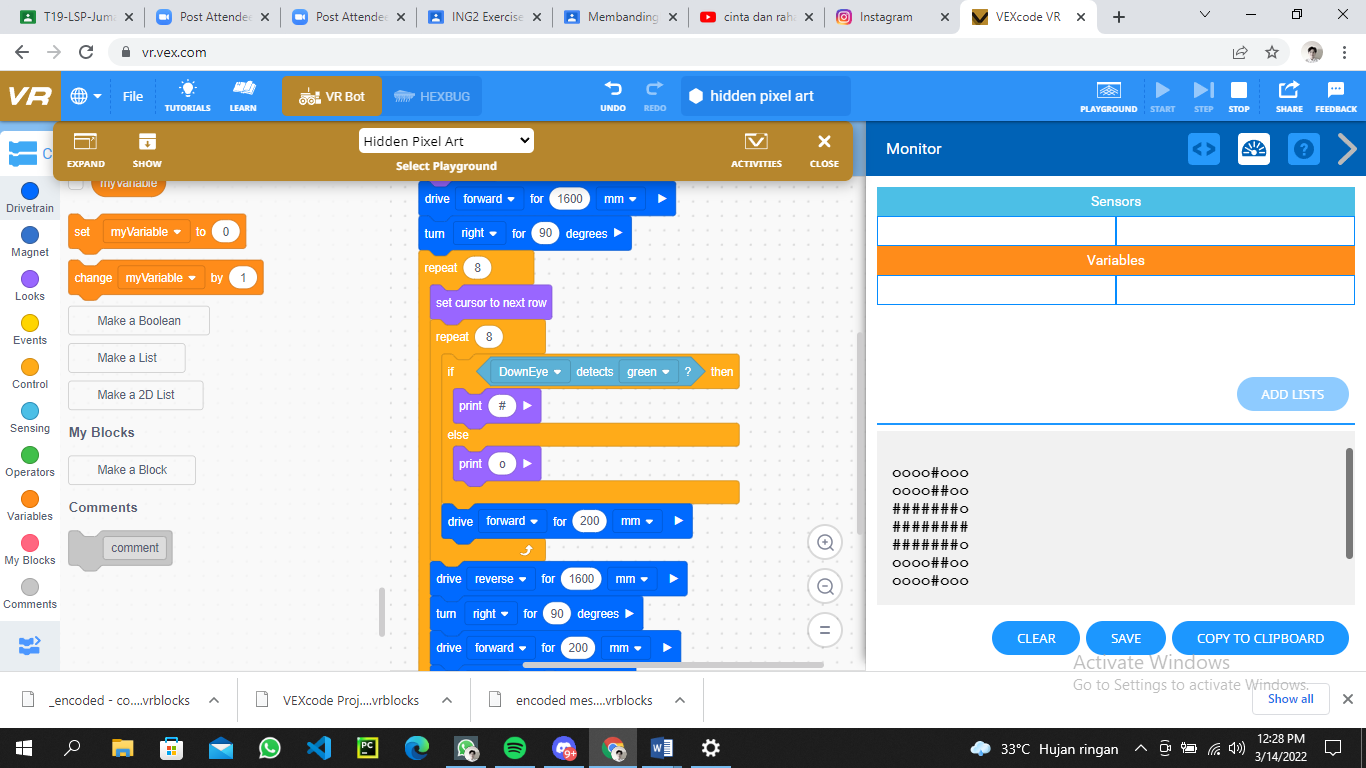 T19-LSP-Juma
Post Attended
Post Attended
ING2 Exercise
Membanding
cinta dan raha
Instagram
VEXcode VR
vr.vex.com
VR
File
TUTORIALS
LEARN
VR Bot
HEXBUG
UNDO
REDO
hidden pixel art
PLAYGROUND
START
STEP
STOP
SHARE
FEEDBACK
C
EXPAND
SHOW
Hidden Pixel Art
Select Playground
ACTIVITIES
CLOSE
Monitor
Drivetrain
Magnet
Looks
Events
Control
Sensing
Operators
Variables
My Blocks
Comments
myVariable
set myVariable to 0
change myVariable by 1
Make a Boolean
Make a List
Make a 2D List
My Blocks
Make a Block
Comments
comment
drive forward for 1600 mm
turn right for 90 degrees
repeat 8
set cursor to next row
repeat 8
if DownEye detects green ? then
print #
else
print o
drive forward for 200 mm
drive reverse for 1600 mm
turn right for 90 degrees
drive forward for 200 mm
Sensors
Variables
ADD LISTS
oooo#ooo
oooo##oo
#######o
########
#######o
oooo##oo
oooo#ooo
CLEAR
SAVE
COPY TO CLIPBOARD
Activate Windows
Go to Settings to activate Windows.
_encoded - co....vrblocks
VEXcode Proj....vrblocks
encoded mes....vrblocks
Show all
9+
33°C Hujan ringan
12:28 PM
3/14/2022